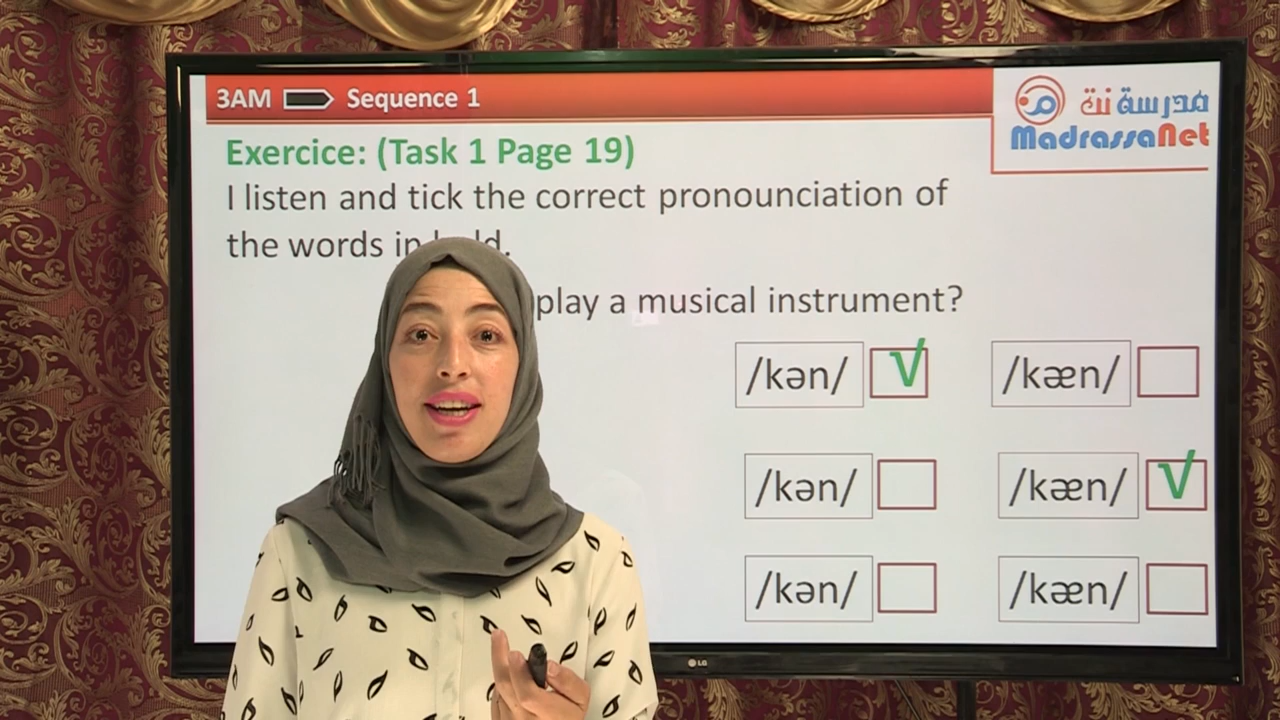 3AM Sequence 1
مدرسة نت
MadrassaNet
Exercice: (Task 1 Page 19)
I listen and tick the correct pronounciation of
the words in
play a musical instrument?
/kən/ √ /kæn/
/kən/ /kæn/ √
/kən/ /kæn/
LG